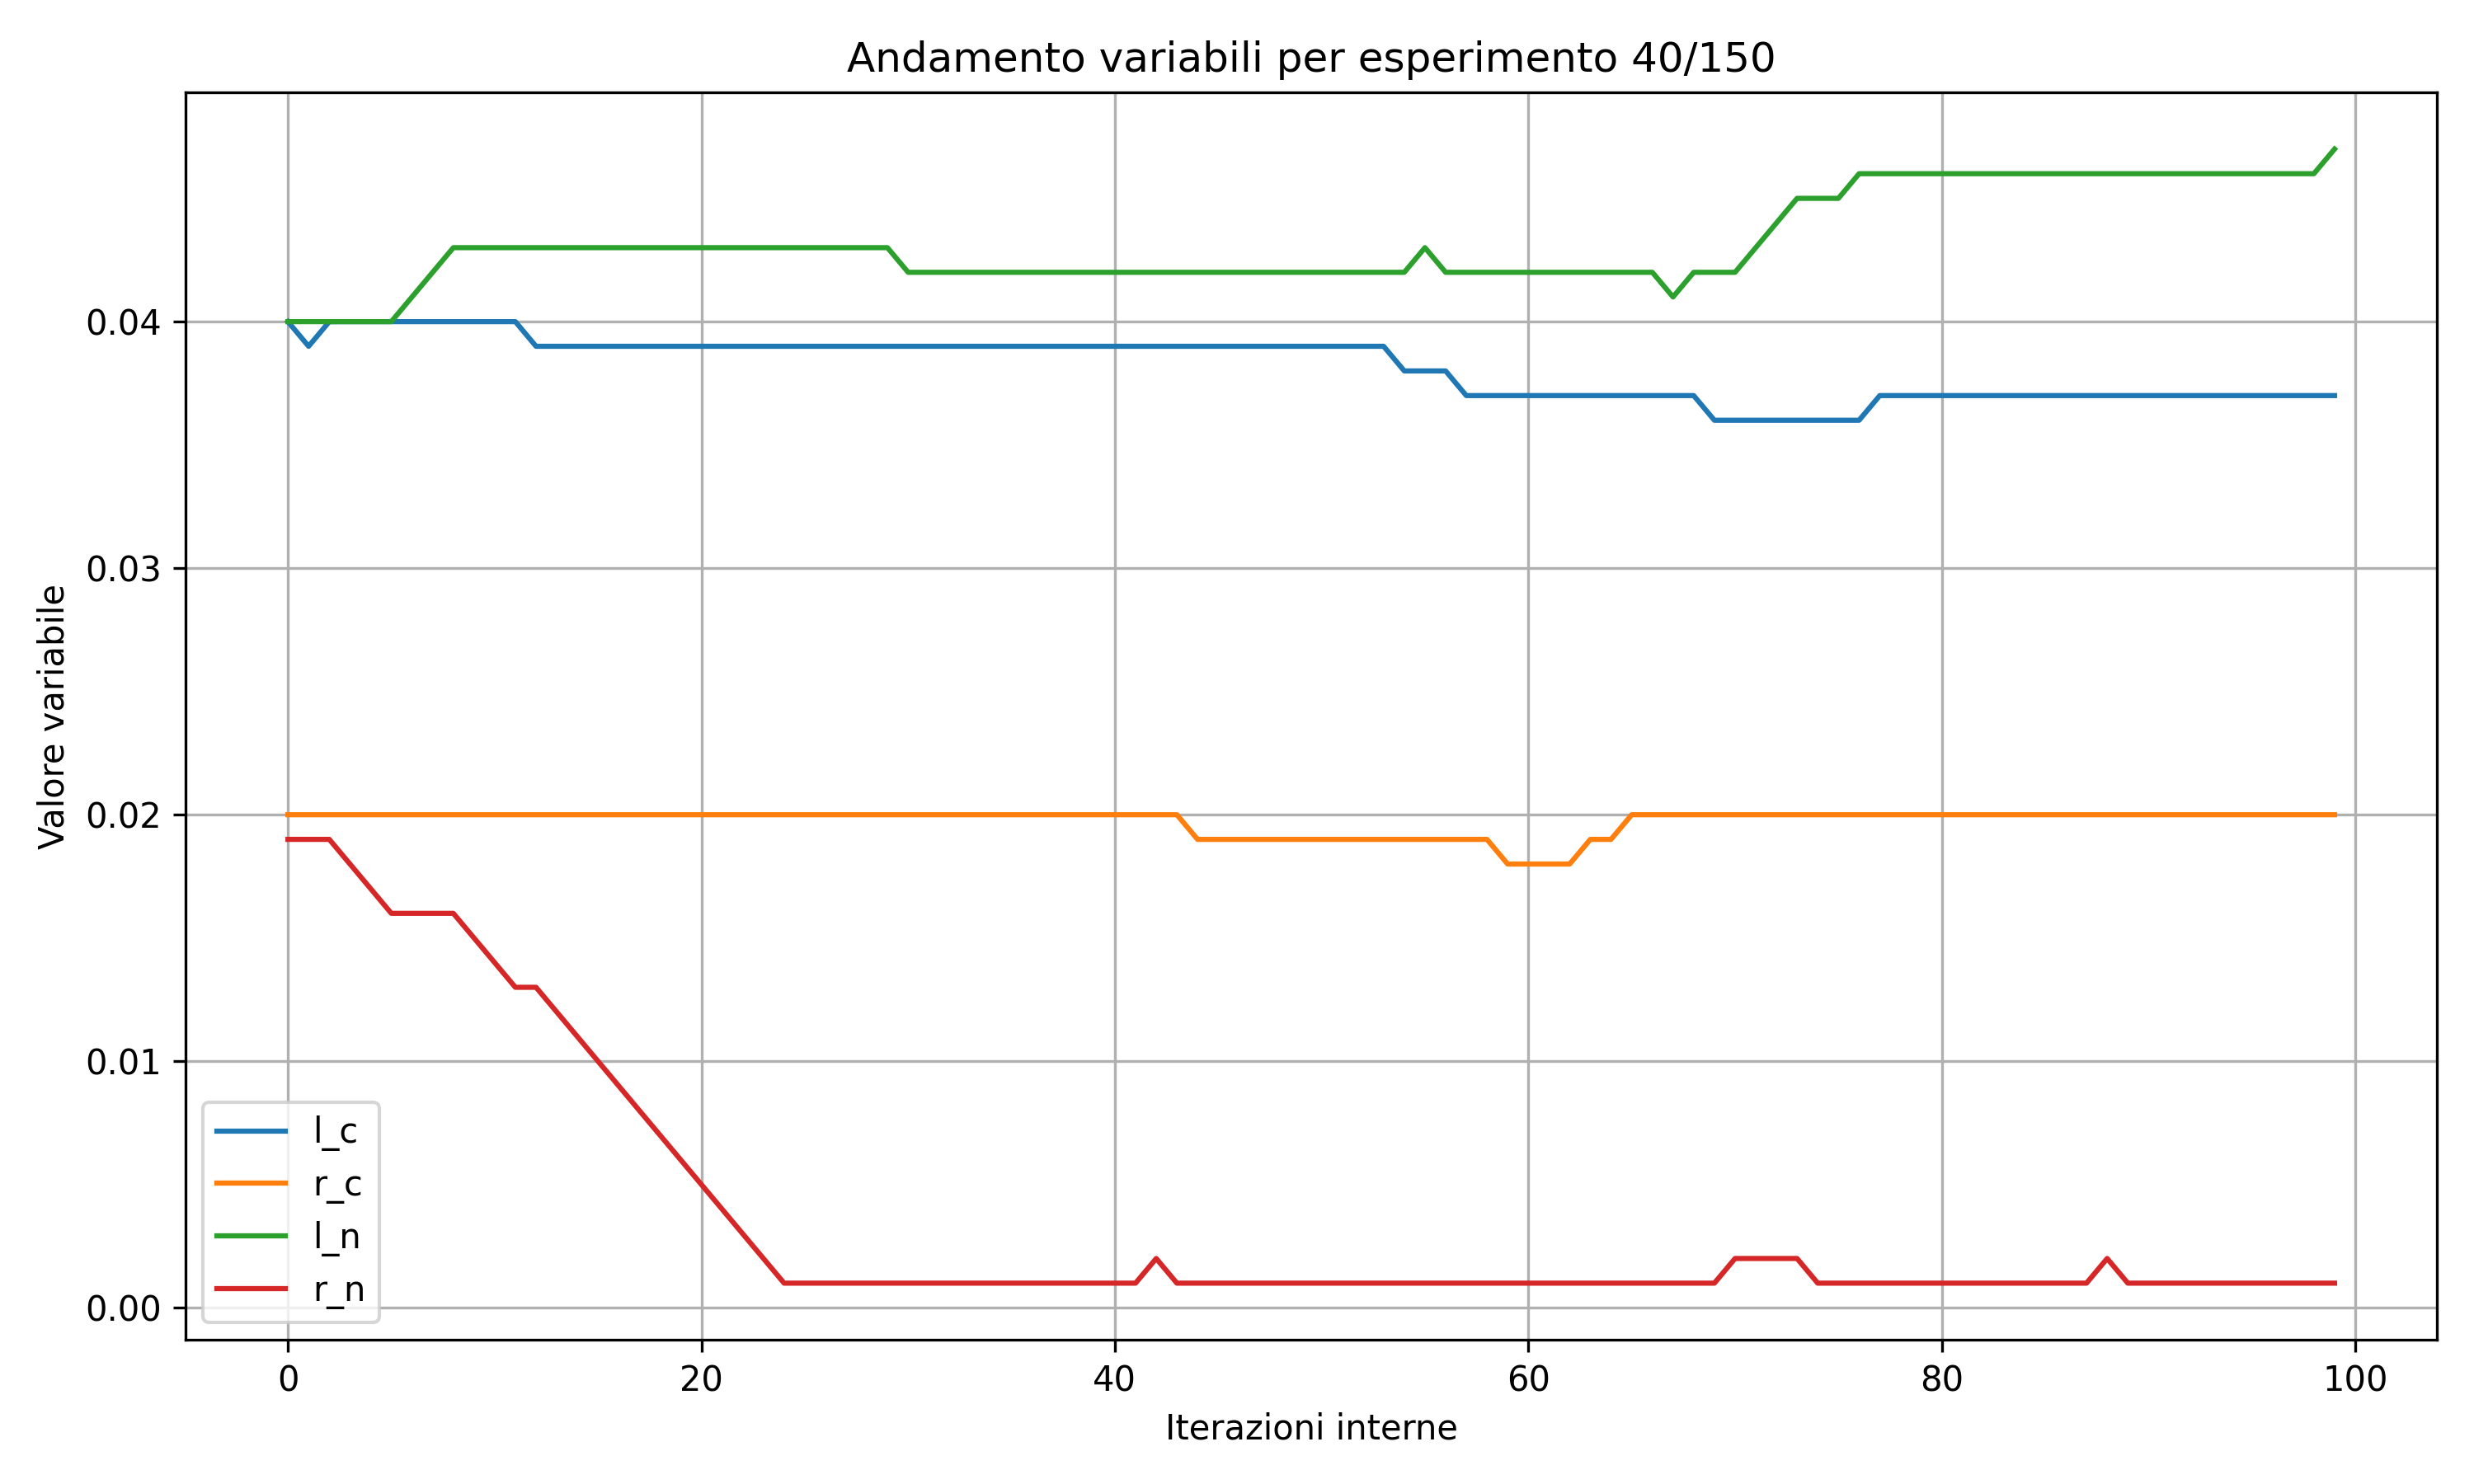 Andamento variabili per esperimento 40/150
Valore variabile
0.04
0.03
0.02
0.01
0.00
l_c
r_c
l_n
r_n
0 20 40 60 80 100
Iterazioni interne